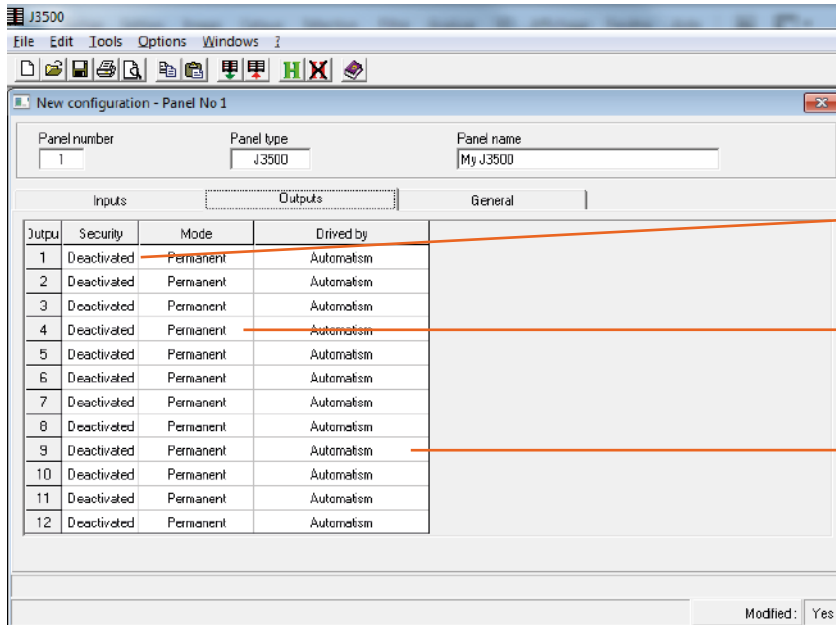 J3500
File Edit Tools Options Windows ?
New configuration - Panel No 1
Panel number Panel type Panel name
1 J3500 My J3500
Inputs Outputs General
Outpu Security Mode Drived by
1 Deactivated Permanent Automatism
2 Deactivated Permanent Automatism
3 Deactivated Permanent Automatism
4 Deactivated Permanent Automatism
5 Deactivated Permanent Automatism
6 Deactivated Permanent Automatism
7 Deactivated Permanent Automatism
8 Deactivated Permanent Automatism
9 Deactivated Permanent Automatism
10 Deactivated Permanent Automatism
11 Deactivated Permanent Automatism
12 Deactivated Permanent Automatism
Modified: Yes